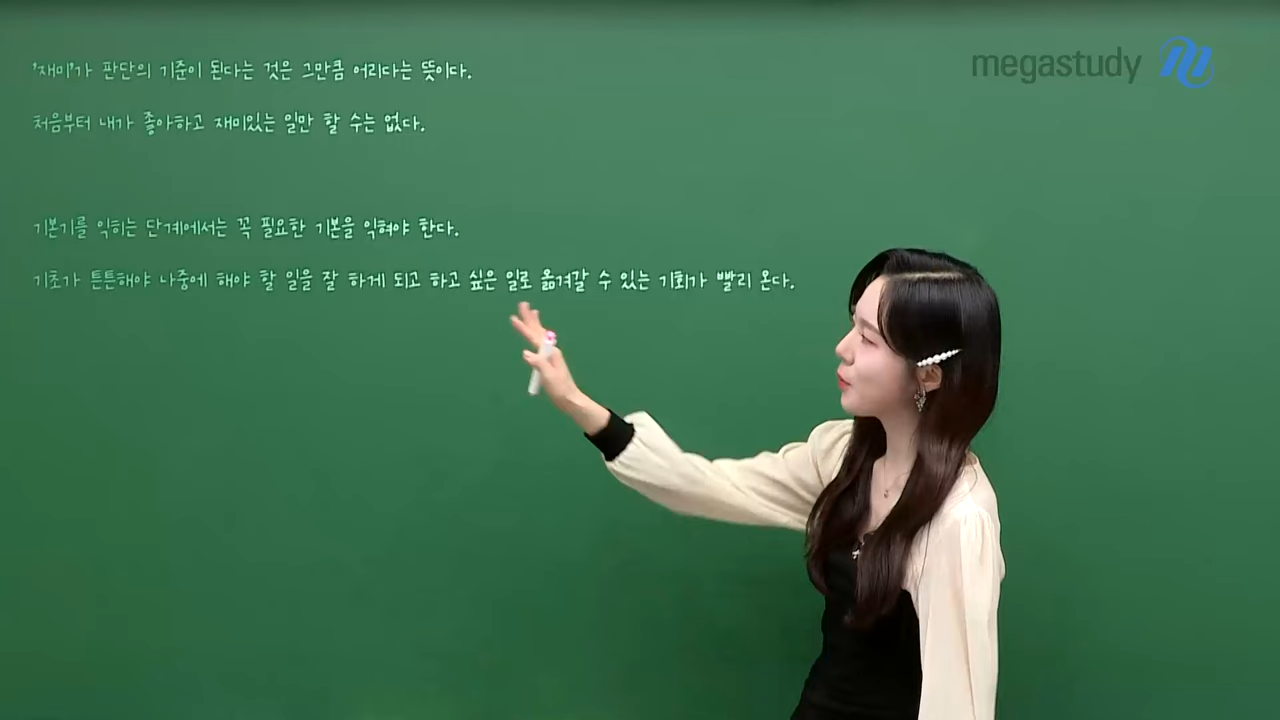 '재미'가 판단의 기준이 된다는 것은 그만큼 어리다는 뜻이다.
처음부터 내가 좋아하고 재미있는 일만 할 수는 없다.
기본기를 익히는 단계에서는 꼭 필요한 기본을 익혀야 한다.
기초가 튼튼해야 나중에 해야 할 일을 잘 하게 되고 하고 싶은 일로 옮겨갈 수 있는 기회가 빨리 온다.
megastudy